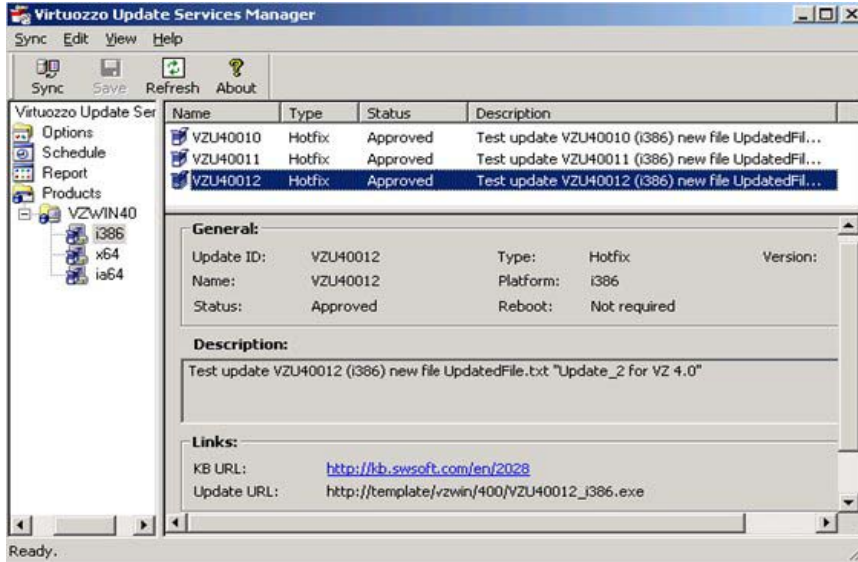 Virtuozzo Update Services Manager
Sync Edit View Help
Sync Save Refresh About
Virtuozzo Update Ser
Options
Schedule
Report
Products
VZWIN40
i386
x64
ia64
Name Type Status Description
VZU40010 Hotfix Approved Test update VZU40010 (i386) new file UpdatedFil...
VZU40011 Hotfix Approved Test update VZU40011 (i386) new file UpdatedFil...
VZU40012 Hotfix Approved Test update VZU40012 (i386) new file UpdatedFil...
General:
Update ID: VZU40012 Type: Hotfix Version:
Name: VZU40012 Platform: i386
Status: Approved Reboot: Not required
Description:
Test update VZU40012 (i386) new file UpdatedFile.txt "Update_2 for VZ 4.0"
Links:
KB URL: http://kb.swsoft.com/en/2028
Update URL: http://template/vzwin/400/VZU40012_i386.exe
Ready.